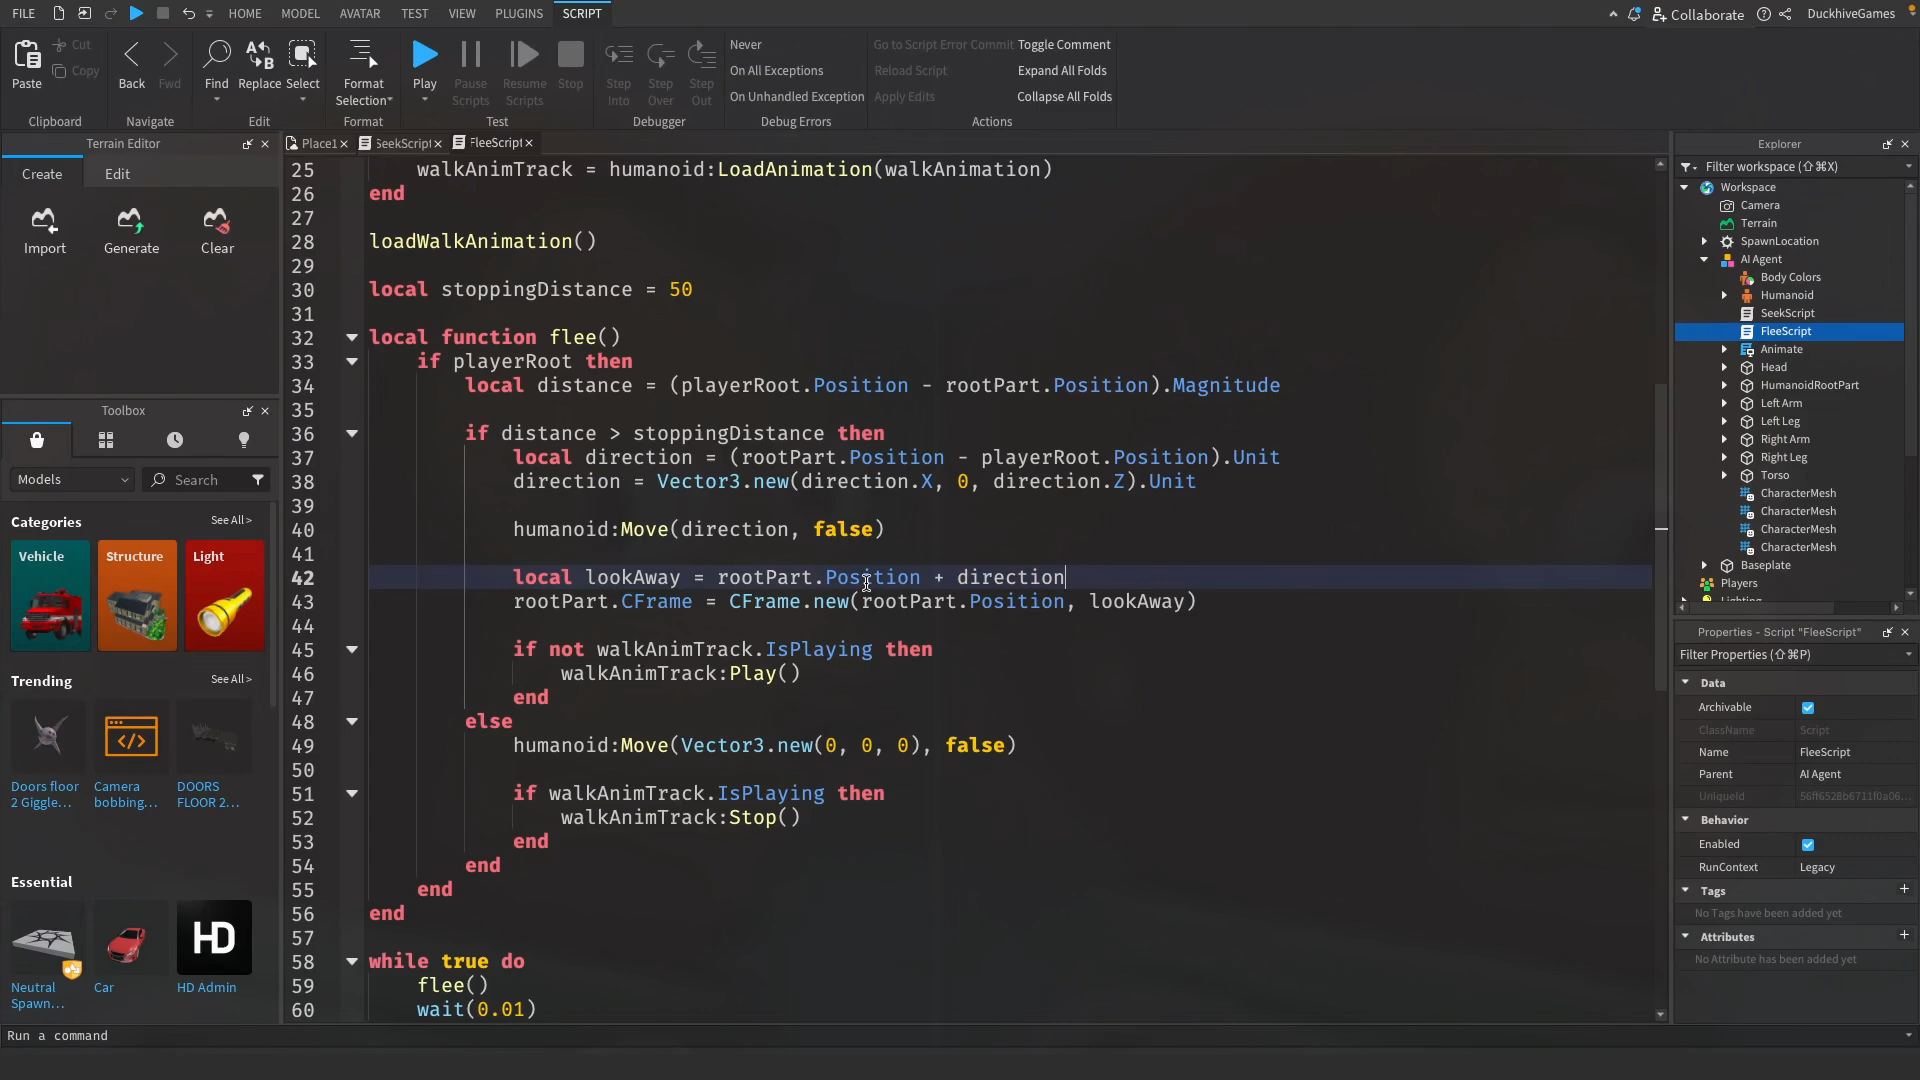 FILE HOME MODEL AVATAR TEST VIEW PLUGINS SCRIPT Collaborate DuckhiveGames
Paste Cut Copy Back Fwd Find Replace Select Format Selection Play Pause Scripts Resume Scripts Stop Step Into Step Over Step Out
Never
On All Exceptions
On Unhandled Exception
Go to Script Error Commit
Reload Script
Apply Edits
Toggle Comment
Expand All Folds
Collapse All Folds
Clipboard Navigate Edit Format Test Debugger Debug Errors Actions
Terrain Editor
Create Edit
Import Generate Clear
Toolbox
Models Search
Categories See All >
Vehicle Structure Light
Trending See All >
Doors floor 2 Giggle...
Camera bobbing...
DOORS FLOOR 2...
Essential See All >
HD
Neutral Spawn...
Car
HD Admin
Place1 SeekScript FleeScript
25 walkAnimTrack = humanoid:LoadAnimation(walkAnimation)
26 end
27
28 loadWalkAnimation()
29
30 local stoppingDistance = 50
31
32 local function flee()
33 if playerRoot then
34 local distance = (playerRoot.Position - rootPart.Position).Magnitude
35
36 if distance > stoppingDistance then
37 local direction = (rootPart.Position - playerRoot.Position).Unit
38 direction = Vector3.new(direction.X, 0, direction.Z).Unit
39
40 humanoid:Move(direction, false)
41
42 local lookAway = rootPart.Position + direction
43 rootPart.CFrame = CFrame.new(rootPart.Position, lookAway)
44
45 if not walkAnimTrack.IsPlaying then
46 walkAnimTrack:Play()
47 end
48 else
49 humanoid:Move(Vector3.new(0, 0, 0), false)
50
51 if walkAnimTrack.IsPlaying then
52 walkAnimTrack:Stop()
53 end
54 end
55 end
56 end
57
58 while true do
59 flee()
60 wait(0.01)
Run a command
Explorer
Filter workspace (⇧⌘X)
Workspace
Camera
Terrain
SpawnLocation
AI Agent
Body Colors
Humanoid
SeekScript
FleeScript
Animate
Head
HumanoidRootPart
Left Arm
Left Leg
Right Arm
Right Leg
Torso
CharacterMesh
CharacterMesh
CharacterMesh
CharacterMesh
Baseplate
Players
Lighting
Properties - Script "FleeScript"
Filter Properties (⇧⌘P)
Data
Archivable
ClassName Script
Name FleeScript
Parent AI Agent
UniqueId 56ff6528b6711f0a06...
Behavior
Enabled
RunContext Legacy
Tags
No Tags have been added yet
Attributes
No Attribute has been added yet